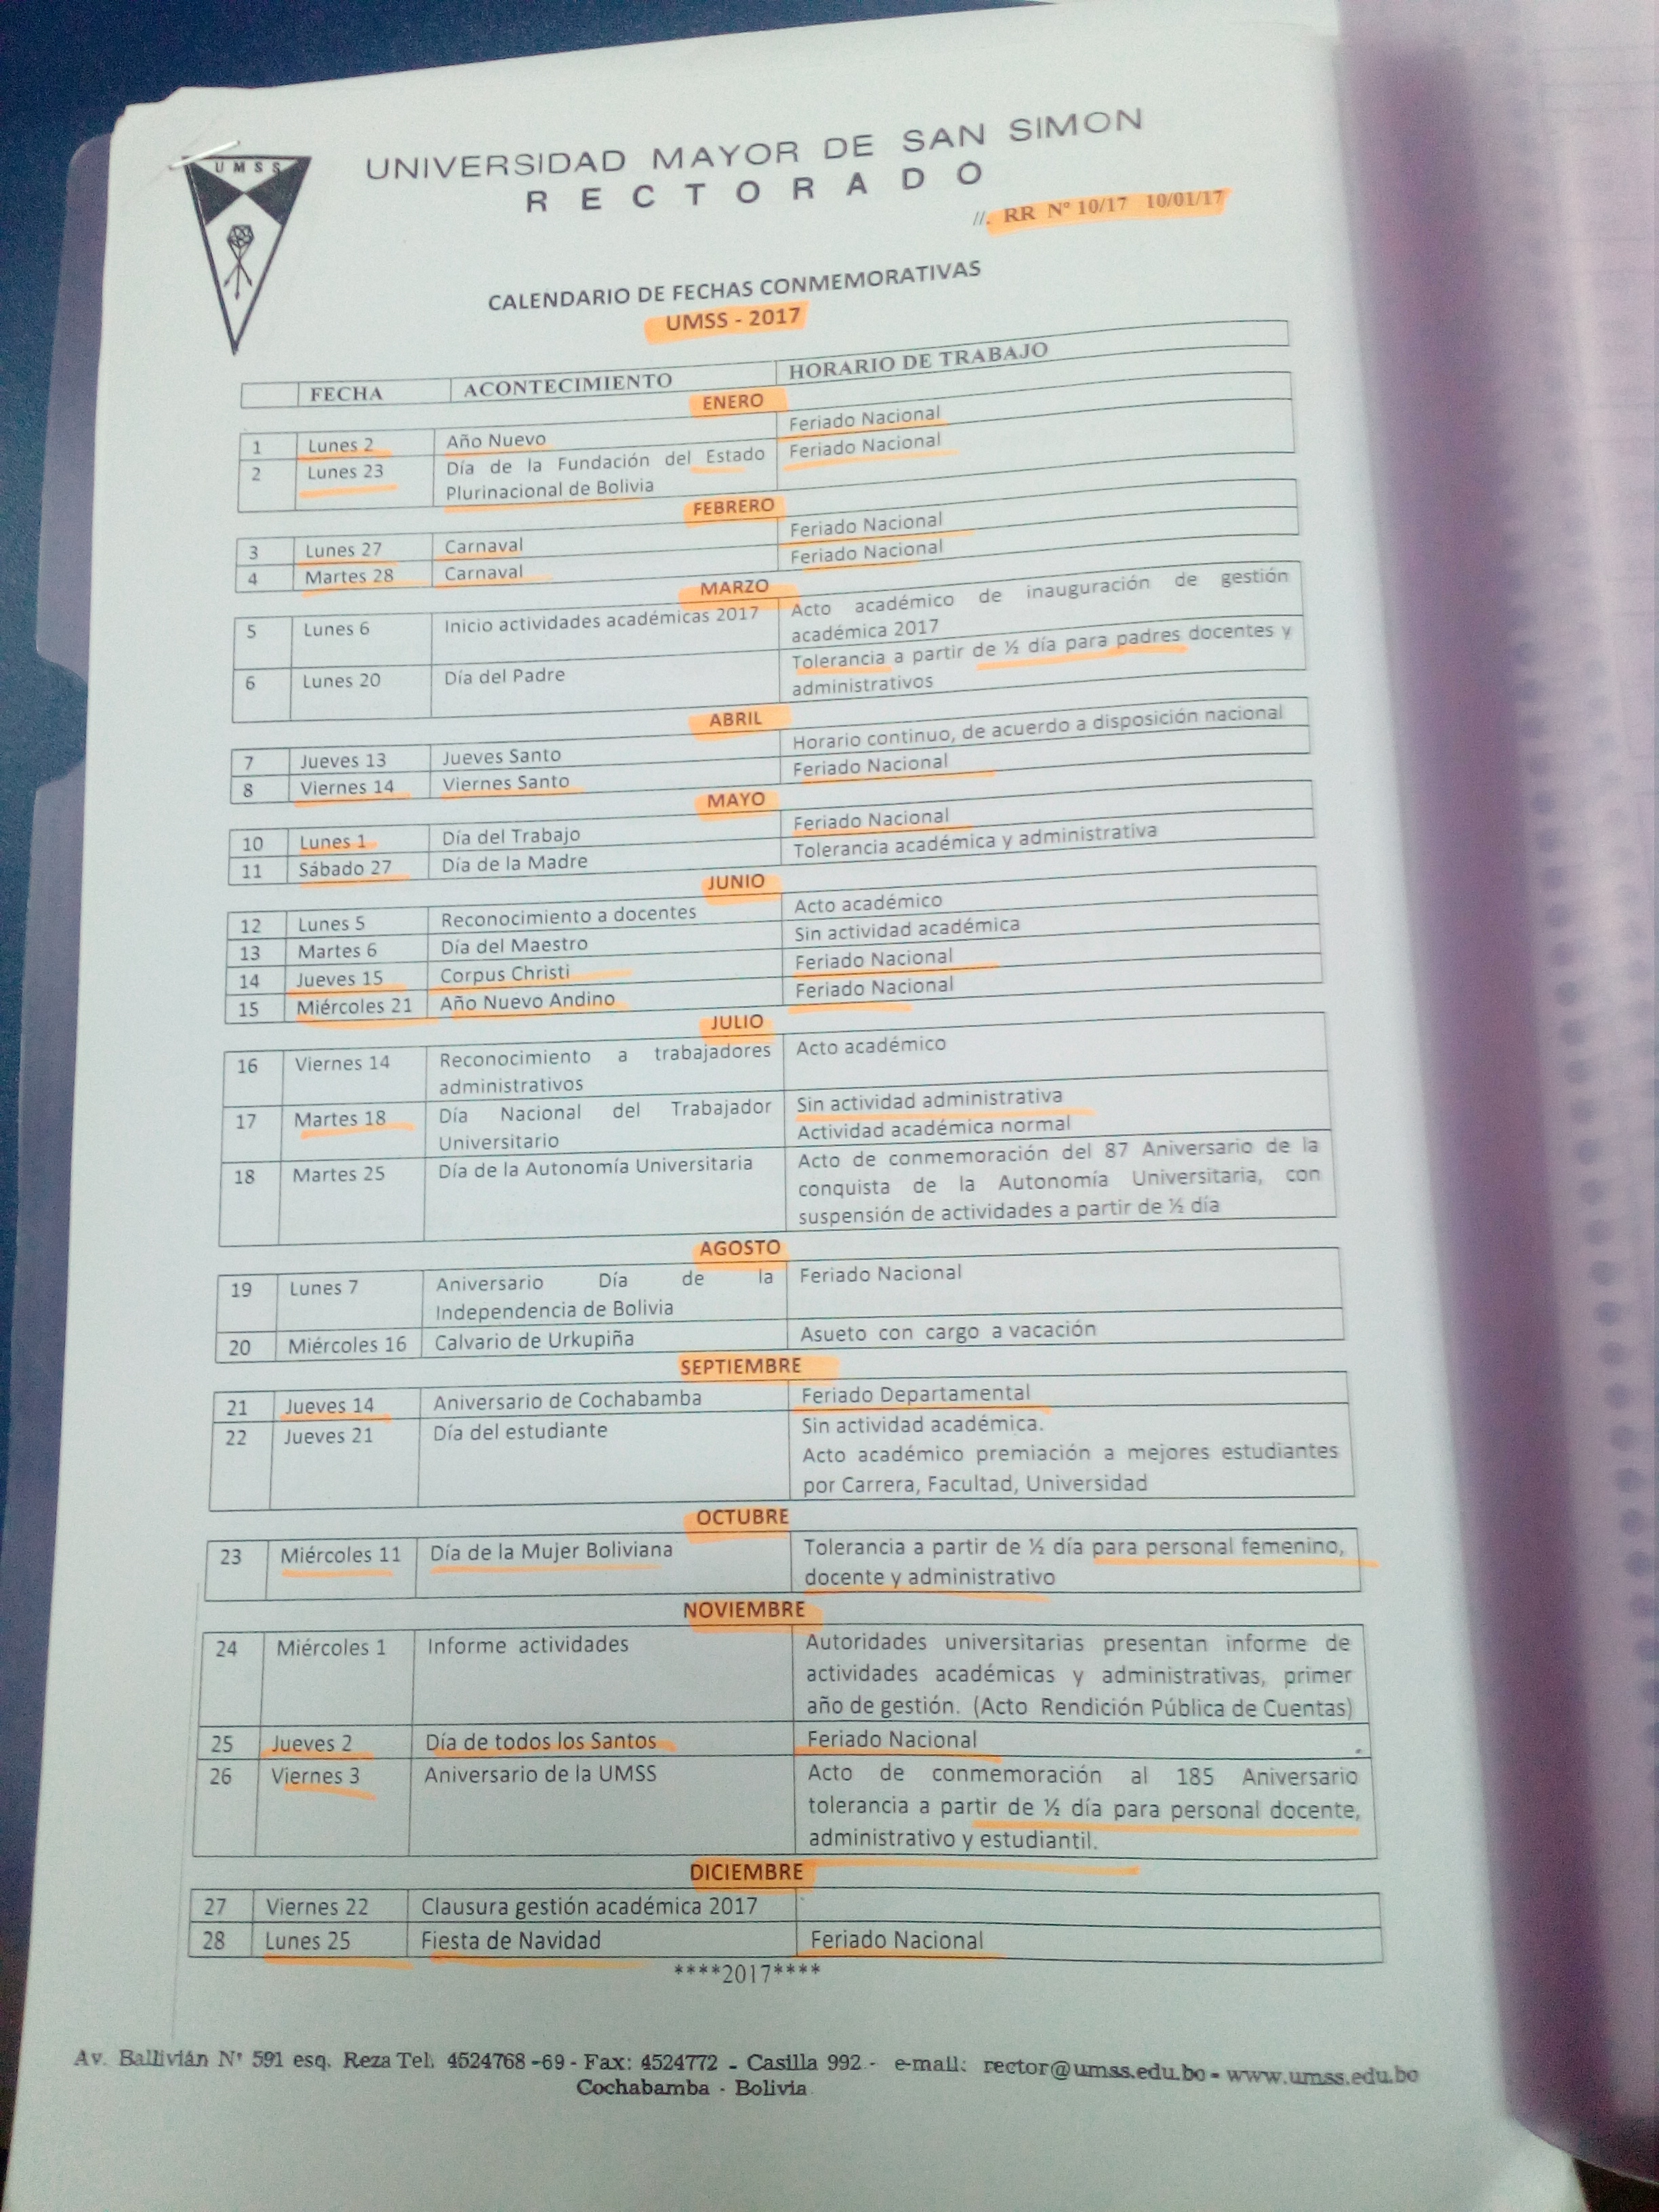 UMSS
UNIVERSIDAD MAYOR DE SAN SIMON
RECTORADO
//. RR Nº 10/17 10/01/17
CALENDARIO DE FECHAS CONMEMORATIVAS
UMSS - 2017
FECHA ACONTECIMIENTO HORARIO DE TRABAJO
ENERO
1 Lunes 2 Año Nuevo Feriado Nacional
2 Lunes 23 Día de la Fundación del Estado Feriado Nacional
Plurinacional de Bolivia
FEBRERO
3 Lunes 27 Carnaval Feriado Nacional
4 Martes 28 Carnaval Feriado Nacional
MARZO
5 Lunes 6 Inicio actividades académicas 2017 Acto académico de inauguración de gestión
académica 2017
6 Lunes 20 Día del Padre Tolerancia a partir de ½ día para padres docentes y
administrativos
ABRIL
7 Jueves 13 Jueves Santo Horario continuo, de acuerdo a disposición nacional
8 Viernes 14 Viernes Santo Feriado Nacional
MAYO
10 Lunes 1 Día del Trabajo Feriado Nacional
11 Sábado 27 Día de la Madre Tolerancia académica y administrativa
JUNIO
12 Lunes 5 Reconocimiento a docentes Acto académico
13 Martes 6 Día del Maestro Sin actividad académica
14 Jueves 15 Corpus Christi Feriado Nacional
15 Miércoles 21 Año Nuevo Andino Feriado Nacional
JULIO
16 Viernes 14 Reconocimiento a trabajadores Acto académico
administrativos
17 Martes 18 Día Nacional del Trabajador Sin actividad administrativa
Universitario Actividad académica normal
18 Martes 25 Día de la Autonomía Universitaria Acto de conmemoración del 87 Aniversario de la
conquista de la Autonomía Universitaria, con
suspensión de actividades a partir de ½ día
AGOSTO
19 Lunes 7 Aniversario Día de la Feriado Nacional
Independencia de Bolivia
20 Miércoles 16 Calvario de Urkupiña Asueto con cargo a vacación
SEPTIEMBRE
21 Jueves 14 Aniversario de Cochabamba Feriado Departamental
22 Jueves 21 Día del estudiante Sin actividad académica.
Acto académico premiación a mejores estudiantes
por Carrera, Facultad, Universidad
OCTUBRE
23 Miércoles 11 Día de la Mujer Boliviana Tolerancia a partir de ½ día para personal femenino,
docente y administrativo
NOVIEMBRE
24 Miércoles 1 Informe actividades Autoridades universitarias presentan informe de
actividades académicas y administrativas, primer
año de gestión. (Acto Rendición Pública de Cuentas)
25 Jueves 2 Día de todos los Santos Feriado Nacional
26 Viernes 3 Aniversario de la UMSS Acto de conmemoración al 185 Aniversario
tolerancia a partir de ½ día para personal docente,
administrativo y estudiantil.
DICIEMBRE
27 Viernes 22 Clausura gestión académica 2017
28 Lunes 25 Fiesta de Navidad Feriado Nacional
****2017****
Av. Ballivián Nº 591 esq. Reza Tel. 4524768 -69 - Fax: 4524772 - Casilla 992 - e-mail: rector@umss.edu.bo - www.umss.edu.bo
Cochabamba - Bolivia